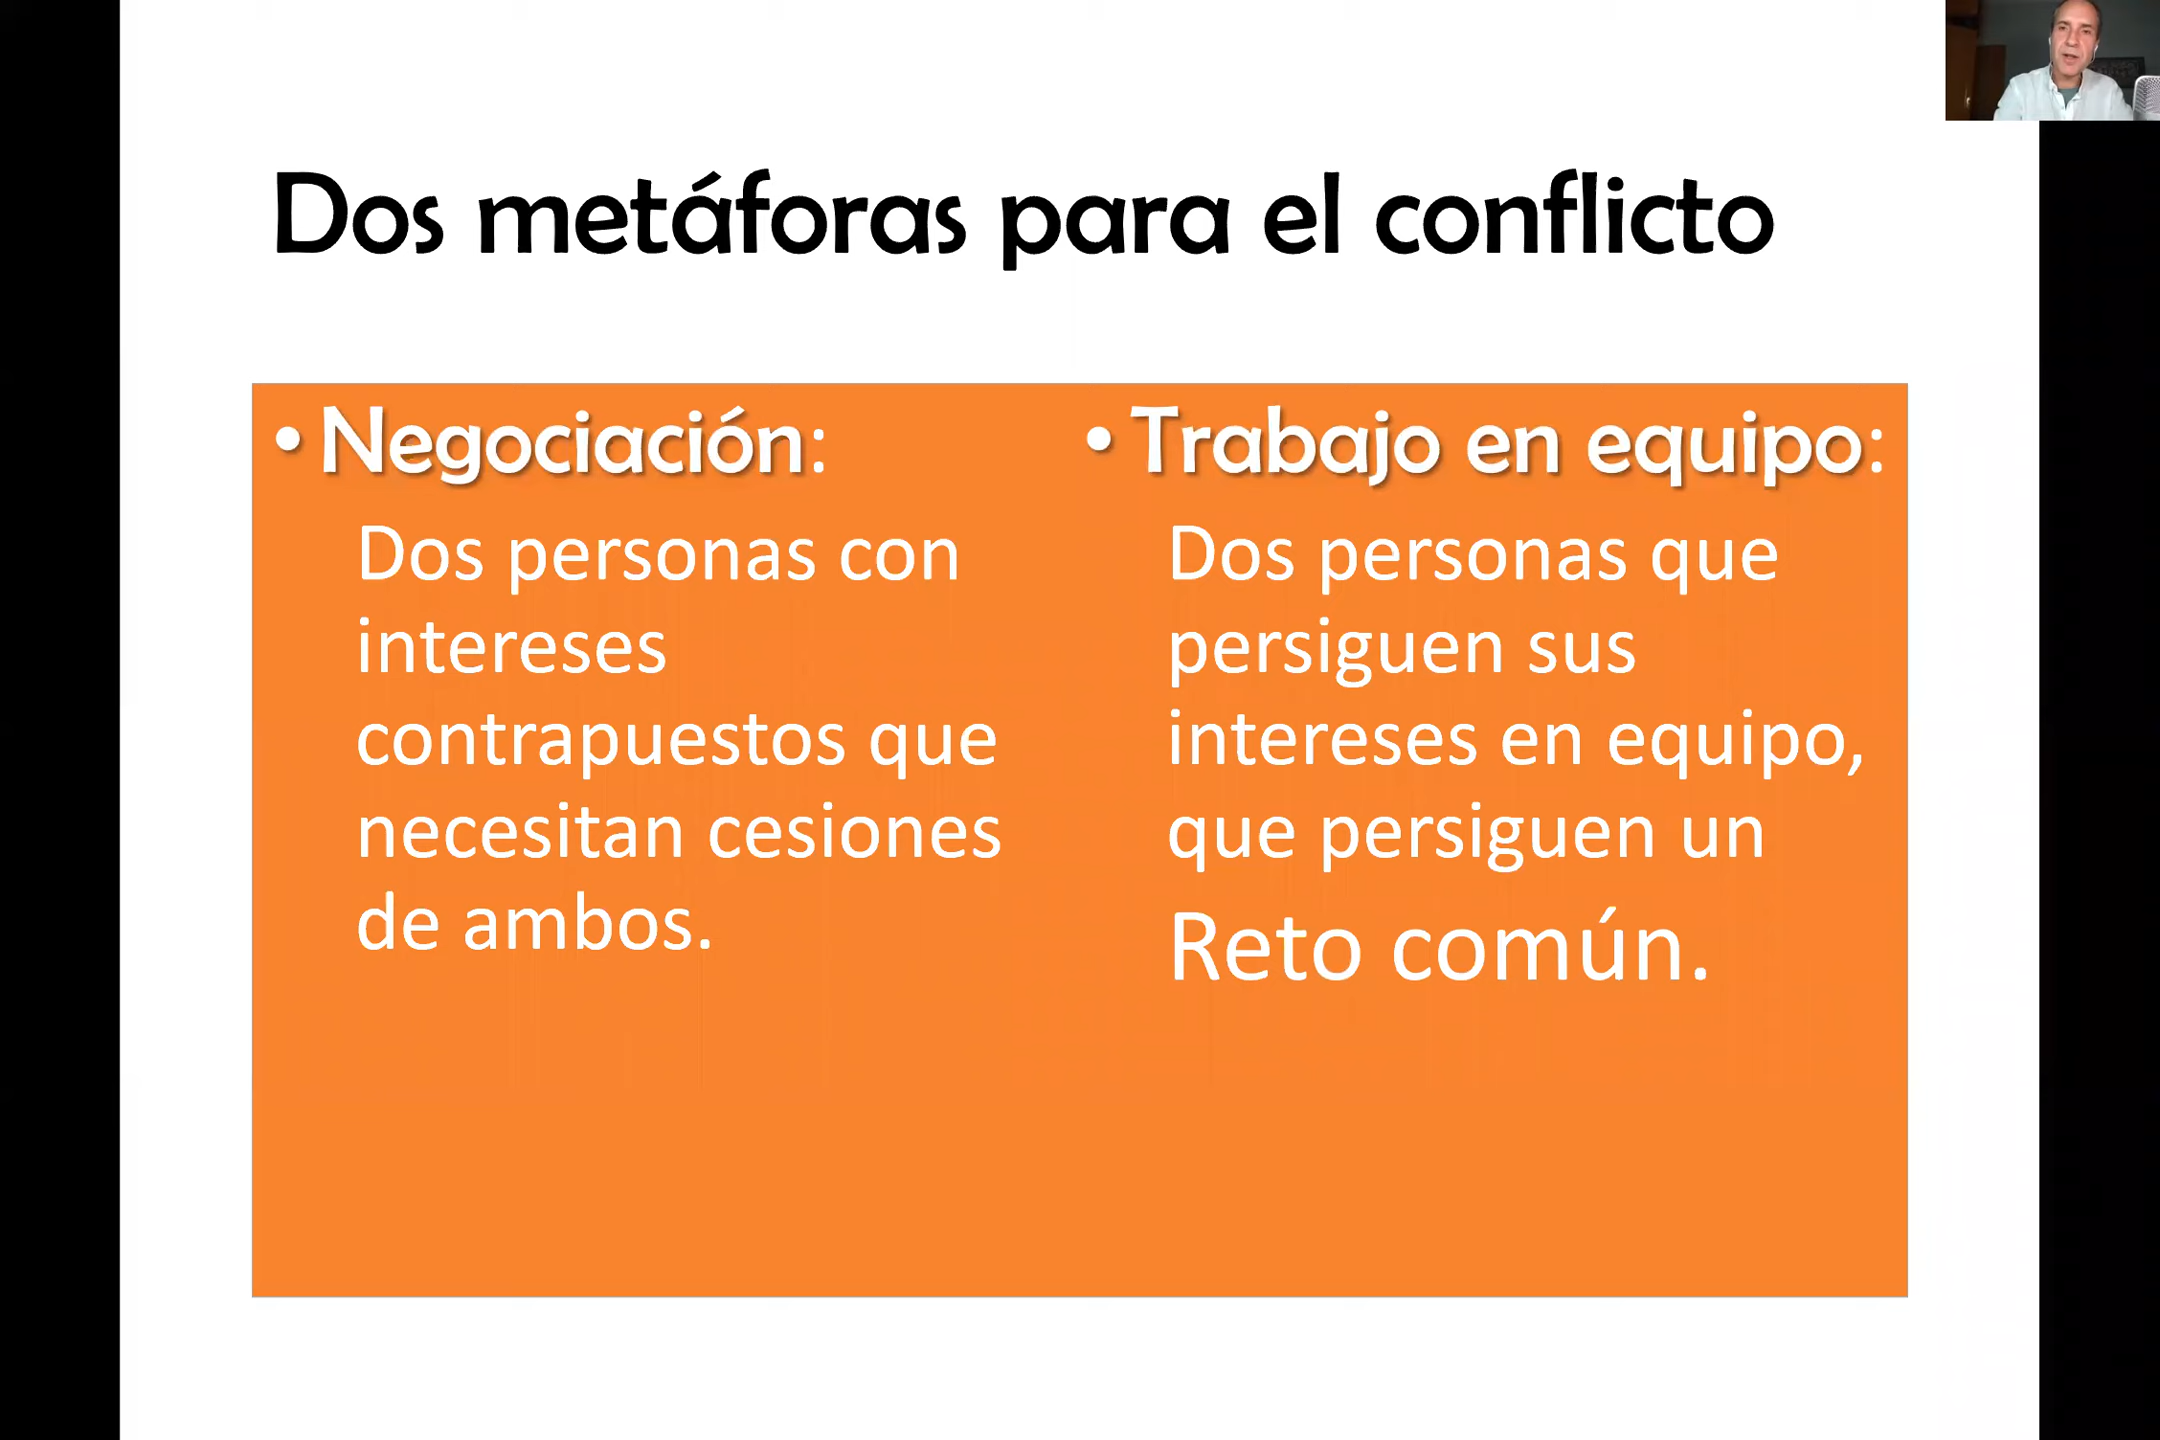 Dos metáforas para el conflicto
• Negociación:
Dos personas con
intereses
contrapuestos que
necesitan cesiones
de ambos.
• Trabajo en equipo:
Dos personas que
persiguen sus
intereses en equipo,
que persiguen un
Reto común.